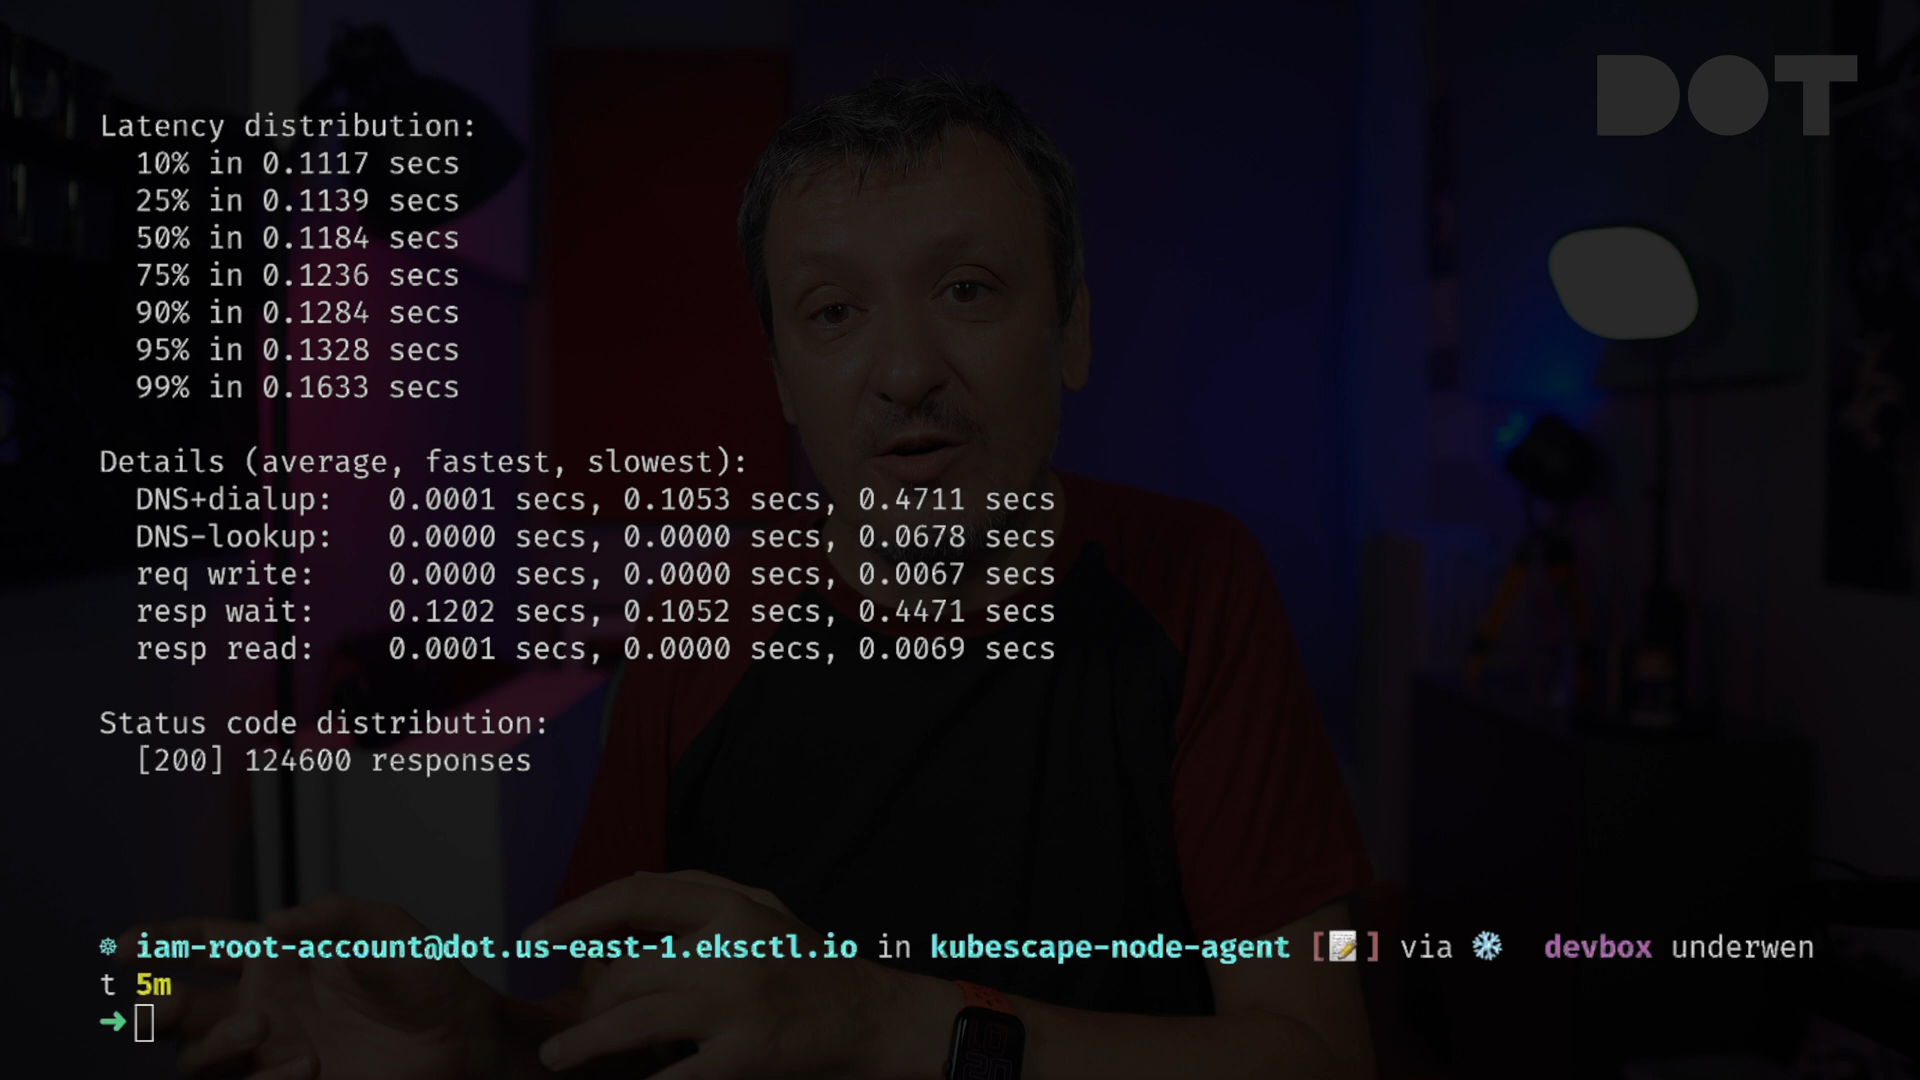 DOT
Latency distribution:
10% in 0.1117 secs
25% in 0.1139 secs
50% in 0.1184 secs
75% in 0.1236 secs
90% in 0.1284 secs
95% in 0.1328 secs
99% in 0.1633 secs
Details (average, fastest, slowest):
DNS+dialup: 0.0001 secs, 0.1053 secs, 0.4711 secs
DNS-lookup: 0.0000 secs, 0.0000 secs, 0.0678 secs
req write: 0.0000 secs, 0.0000 secs, 0.0067 secs
resp wait: 0.1202 secs, 0.1052 secs, 0.4471 secs
resp read: 0.0001 secs, 0.0000 secs, 0.0069 secs
Status code distribution:
[200] 124600 responses
☸ iam-root-account@dot.us-east-1.eksctl.io in kubescape-node-agent [📝] via ❄ devbox underwen
t 5m
➜